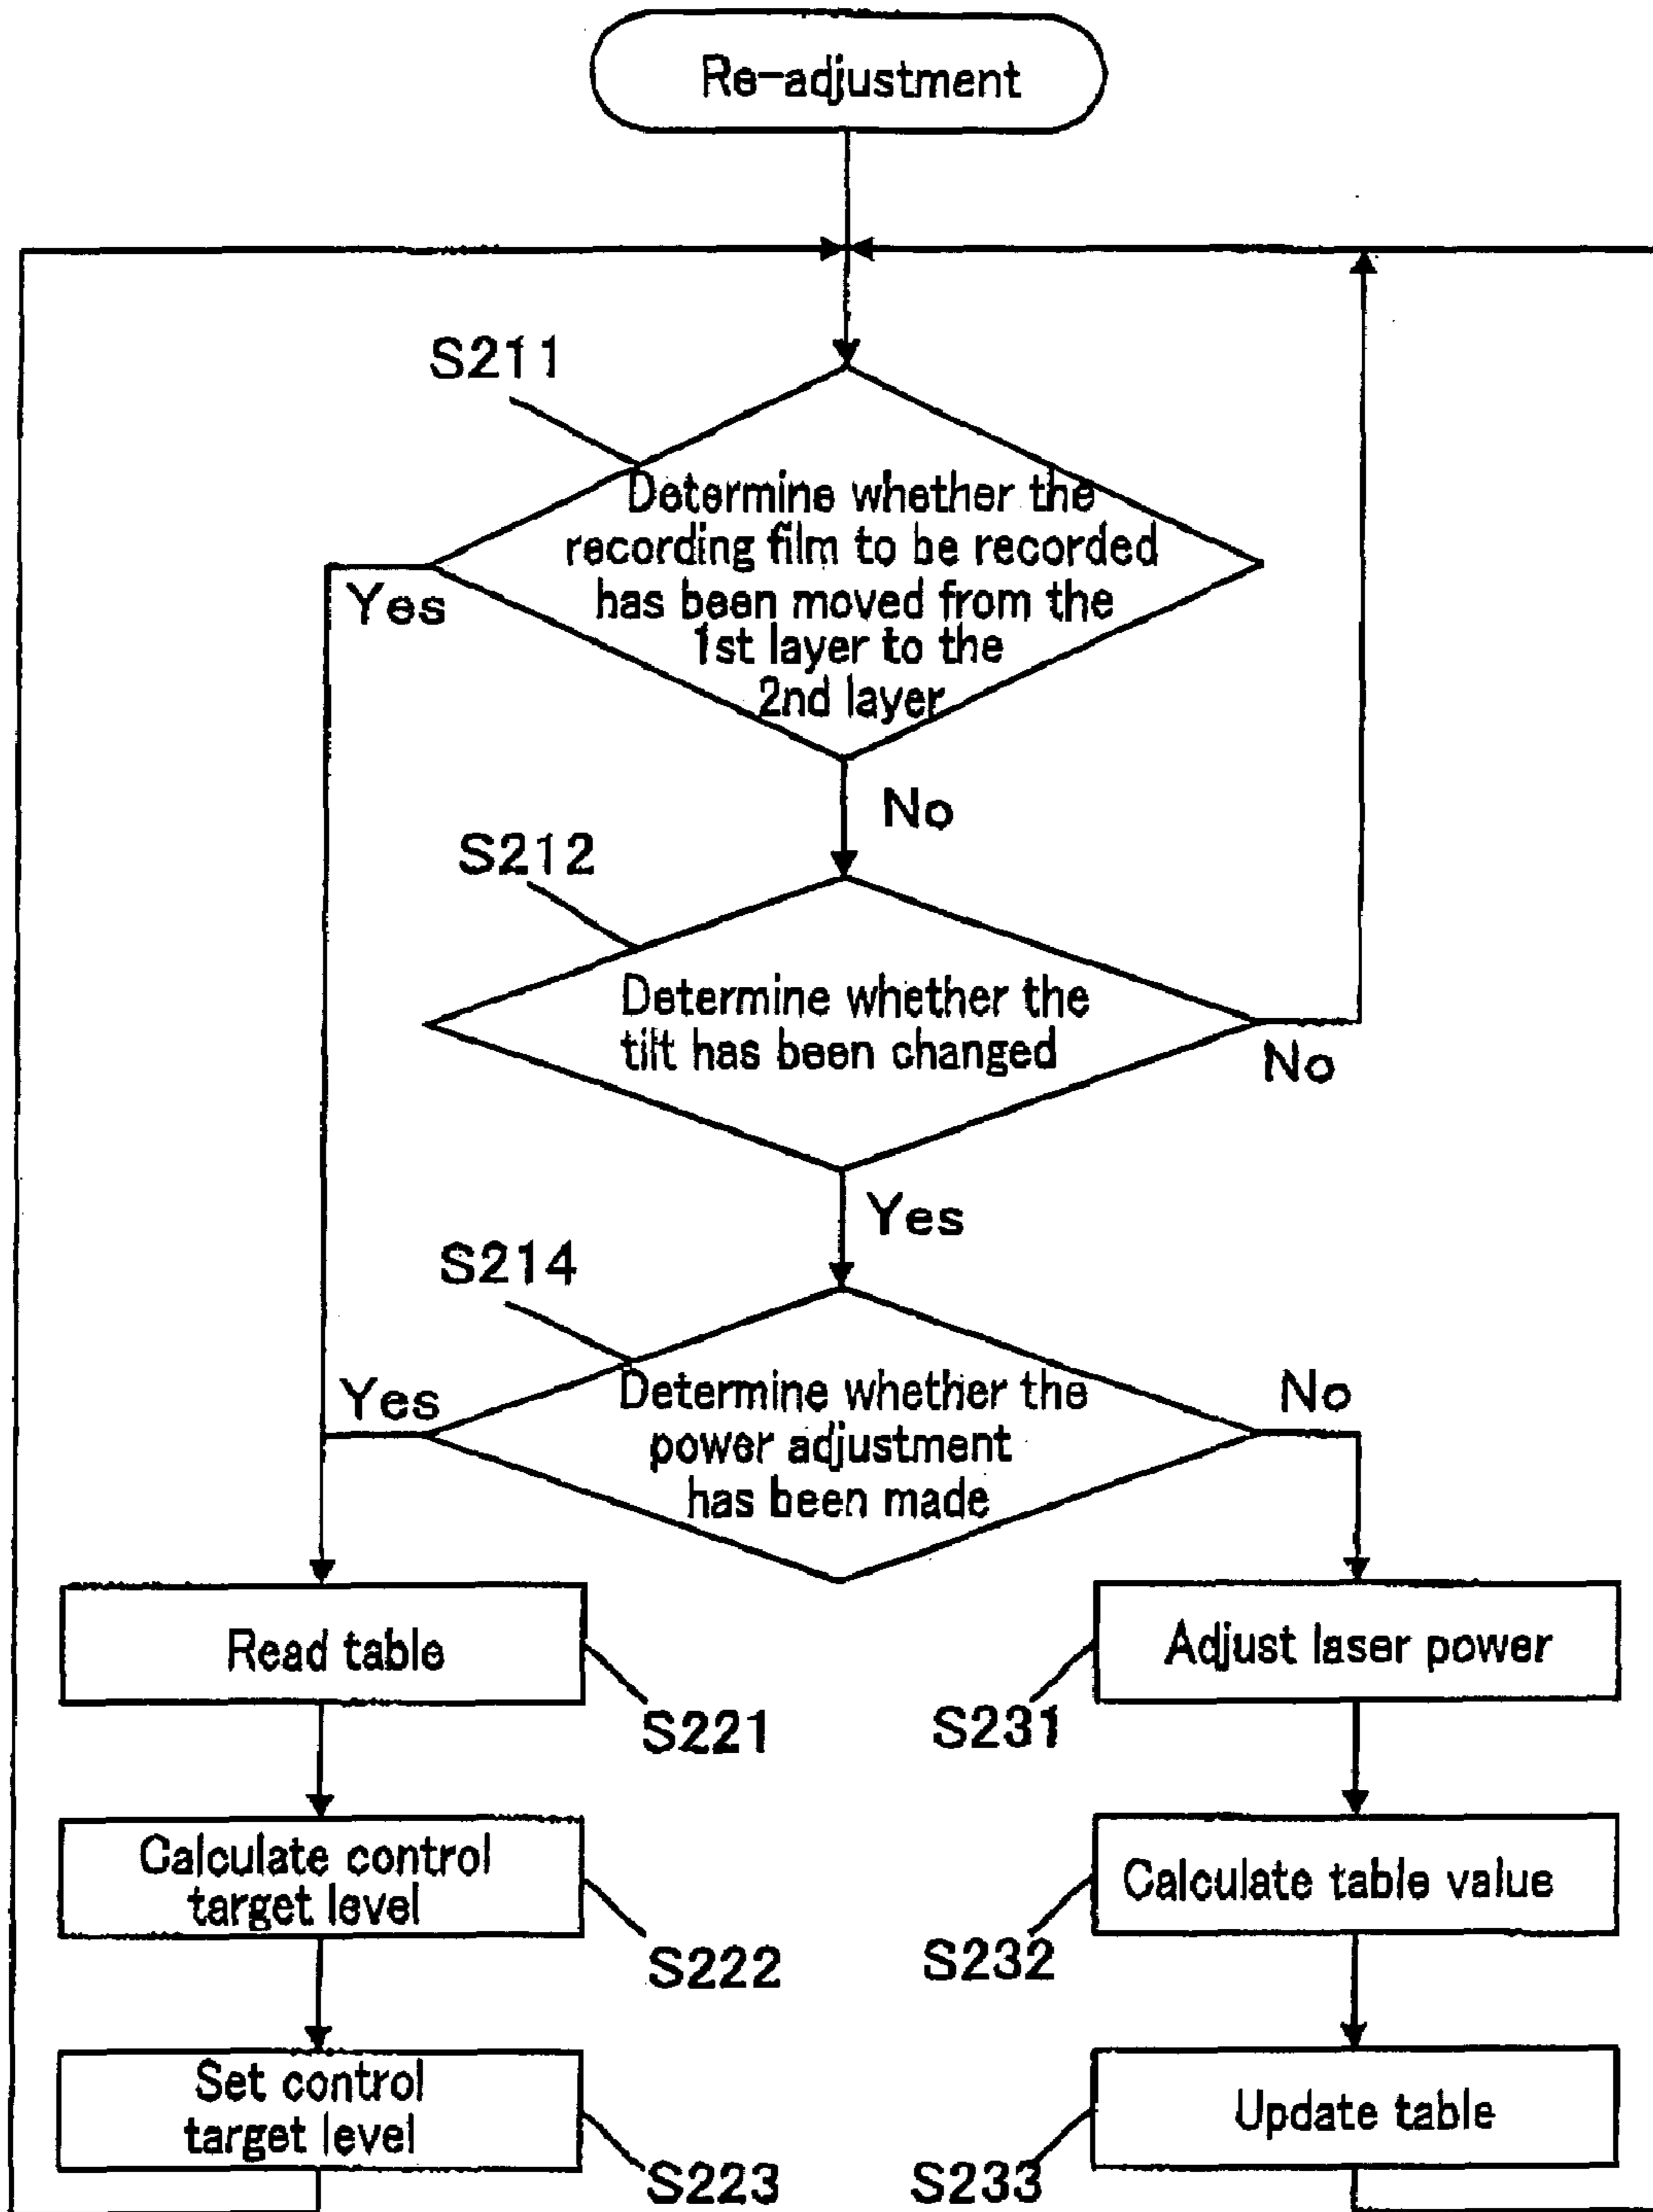 Re-adjustment
S211
Determine whether the
recording film to be recorded
has been moved from the
1st layer to the
2nd layer
Yes
No
S212
Determine whether the
tilt has been changed
No
Yes
S214
Determine whether the
power adjustment
has been made
Yes
No
Read table
S221
Adjust laser power
S231
Calculate control
target level
S222
Calculate table value
S232
Set control
target level
S223
Update table
S233